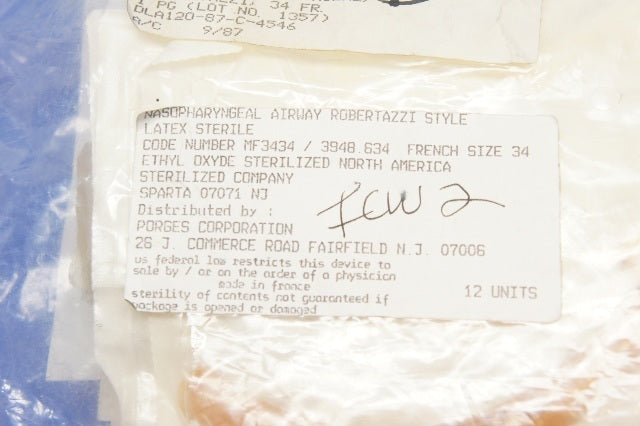 34 FR.
1 PG (LOT NO. 1357)
DLA120-87-C-4546
A/C 9/87
NASOPHARYNGEAL AIRWAY ROBERTAZZI STYLE
LATEX STERILE
CODE NUMBER MF3434 / 3948.634 FRENCH SIZE 34
ETHYL OXYDE STERILIZED NORTH AMERICA
STERILIZED COMPANY
SPARTA 07071 NJ
Distributed by :
PORGES CORPORATION
26 J. COMMERCE ROAD FAIRFIELD N.J. 07006
us federal law restricts this device to
sale by / or on the order of a physician
made in france
sterility of contents not guaranteed if
package is opened or damaged
12 UNITS